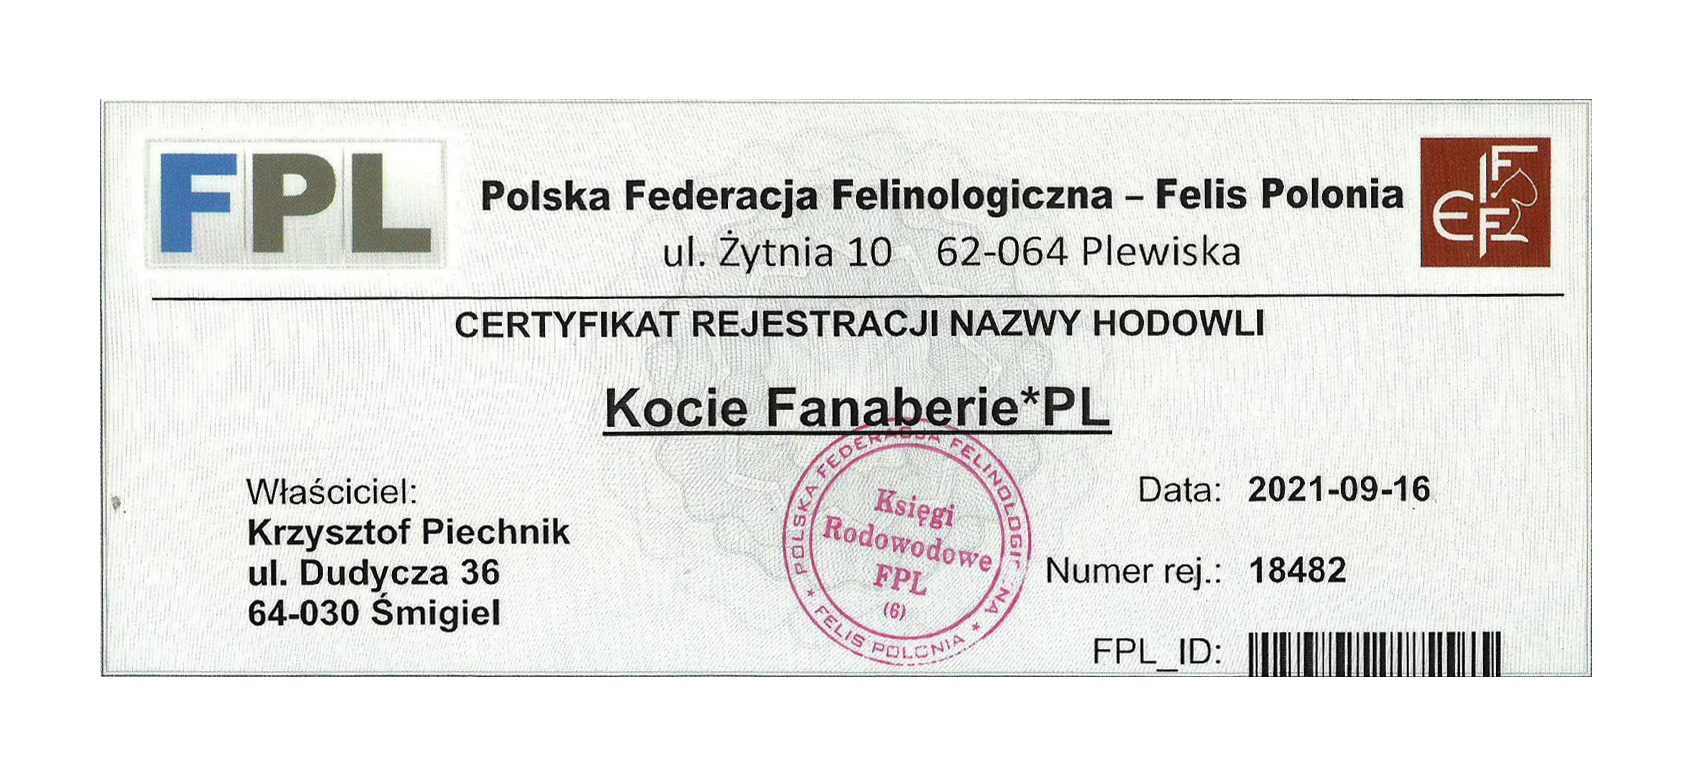 FPL
Polska Federacja Felinologiczna – Felis Polonia
ul. Żytnia 10 62-064 Plewiska
FIFE
CERTYFIKAT REJESTRACJI NAZWY HODOWLI
Kocie Fanaberie*PL
Właściciel:
Krzysztof Piechnik
ul. Dudycza 36
64-030 Śmigiel
POLSKA FEDERACJA FELINOLOGI NA
* FELIS POLONIA *
Księgi
Rodowodowe
FPL
(6)
Data: 2021-09-16
Numer rej.: 18482
FPL_ID: